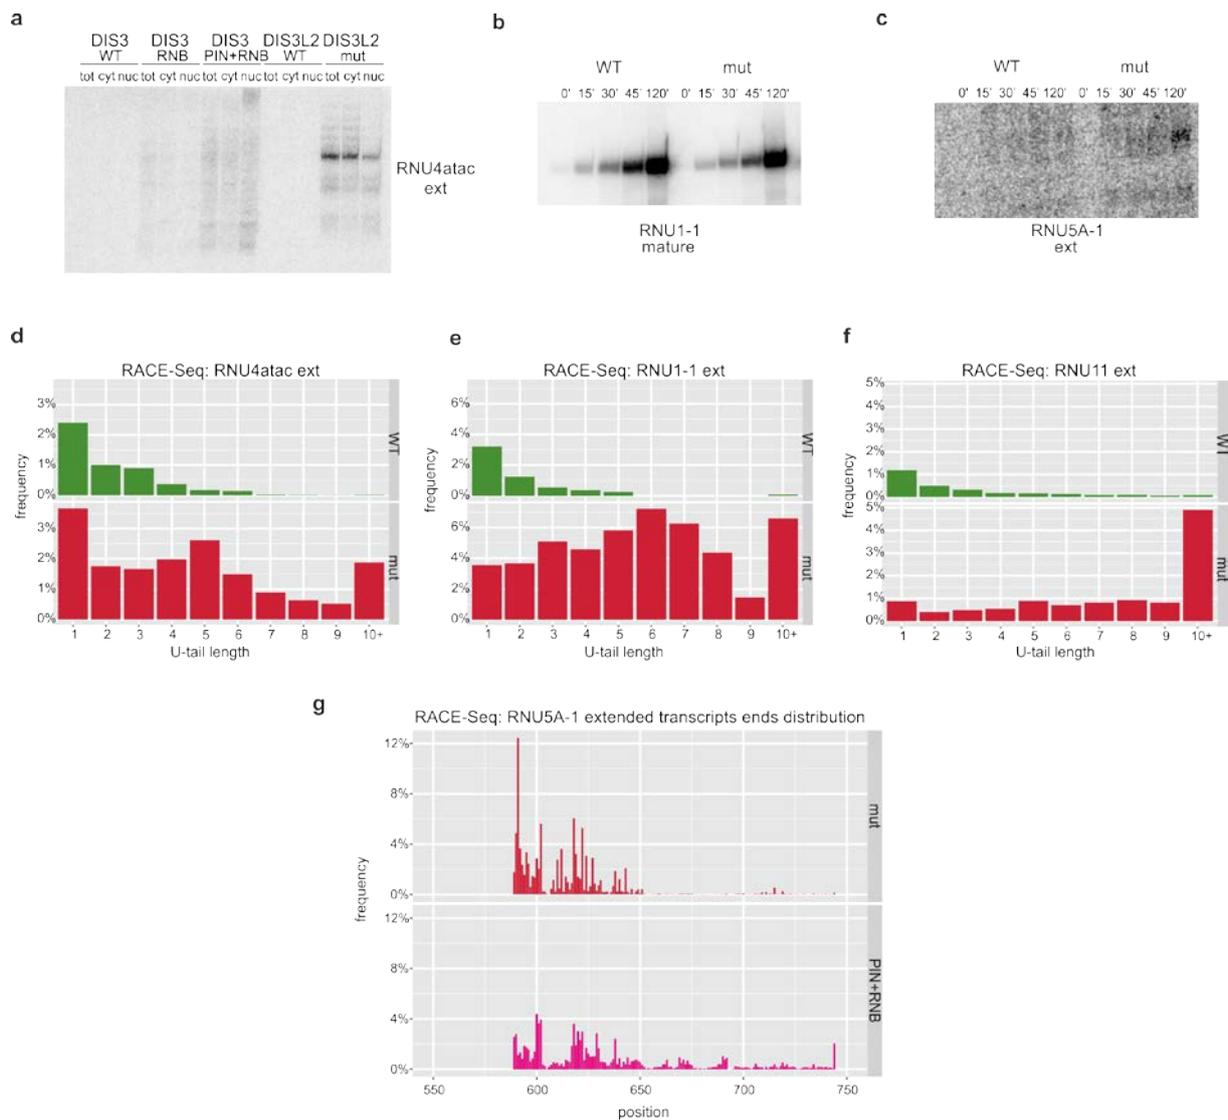 a
DIS3 DIS3 DIS3 DIS3L2 DIS3L2
WT RNB PIN+RNB WT mut
tot cyt nuc tot cyt nuc tot cyt nuc tot cyt nuc tot cyt nuc
RNU4atac
ext
b
WT mut
0' 15' 30' 45' 120' 0' 15' 30' 45' 120'
RNU1-1
mature
c
WT mut
0' 15' 30' 45' 120' 0' 15' 30' 45' 120'
RNU5A-1
ext
d
RACE-Seq: RNU4atac ext
frequency
3%
2%
1%
0%
WT
3%
2%
1%
0%
mut
1 2 3 4 5 6 7 8 9 10+
U-tail length
e
RACE-Seq: RNU1-1 ext
frequency
6%
4%
2%
0%
WT
6%
4%
2%
0%
mut
1 2 3 4 5 6 7 8 9 10+
U-tail length
f
RACE-Seq: RNU11 ext
frequency
5%
4%
3%
2%
1%
0%
WT
5%
4%
3%
2%
1%
0%
mut
1 2 3 4 5 6 7 8 9 10+
U-tail length
g
RACE-Seq: RNU5A-1 extended transcripts ends distribution
frequency
12%
8%
4%
0%
mut
12%
8%
4%
0%
PIN+RNB
550 600 650 700 750
position